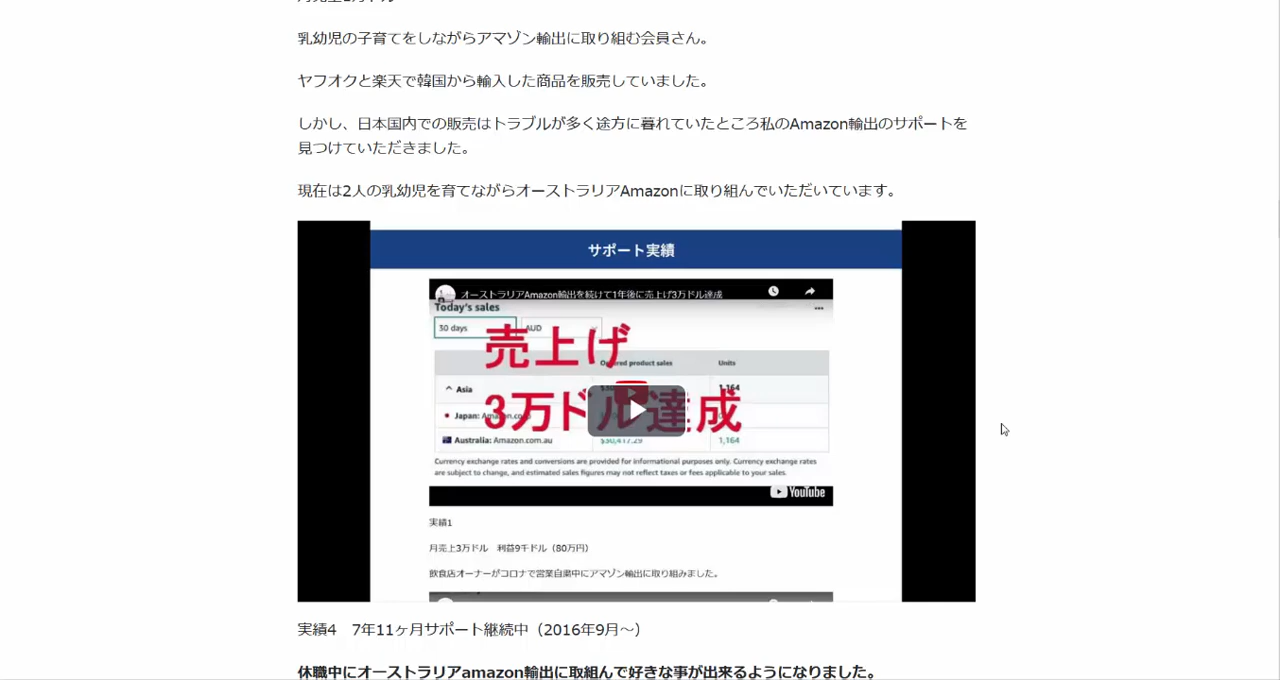 乳幼児の子育てをしながらアマゾン輸出に取り組む会員さん。
ヤフオクと楽天で韓国から輸入した商品を販売していました。
しかし、日本国内での販売はトラブルが多く途方に暮れていたところ私のAmazon輸出のサポートを
見つけていただきました。
現在は2人の乳幼児を育てながらオーストラリアAmazonに取り組んでいただいています。
サポート実績
オーストラリアAmazon輸出を続けて1年後に売上げ3万ドル達成
Today's sales
30 days
AUD
売上げ
product sales
Units
Asia
1,164
3万ドル達成
Japan:
Australia: Amazon.com.au
$30,417.29
1,164
Currency exchange rates and conversions are provided for informational purposes only. Currency exchange rates
are subject to change, and estimated sales figures may not reflect taxes or fees applicable to your sales.
YouTube
実績1
月売上3万ドル 利益9千ドル（80万円）
飲食店オーナーがコロナで営業自粛中にアマゾン輸出に取り組みました。
実績4 7年11ヶ月サポート継続中（2016年9月～）
休職中にオーストラリアamazon輸出に取組んで好きな事が出来るようになりました。